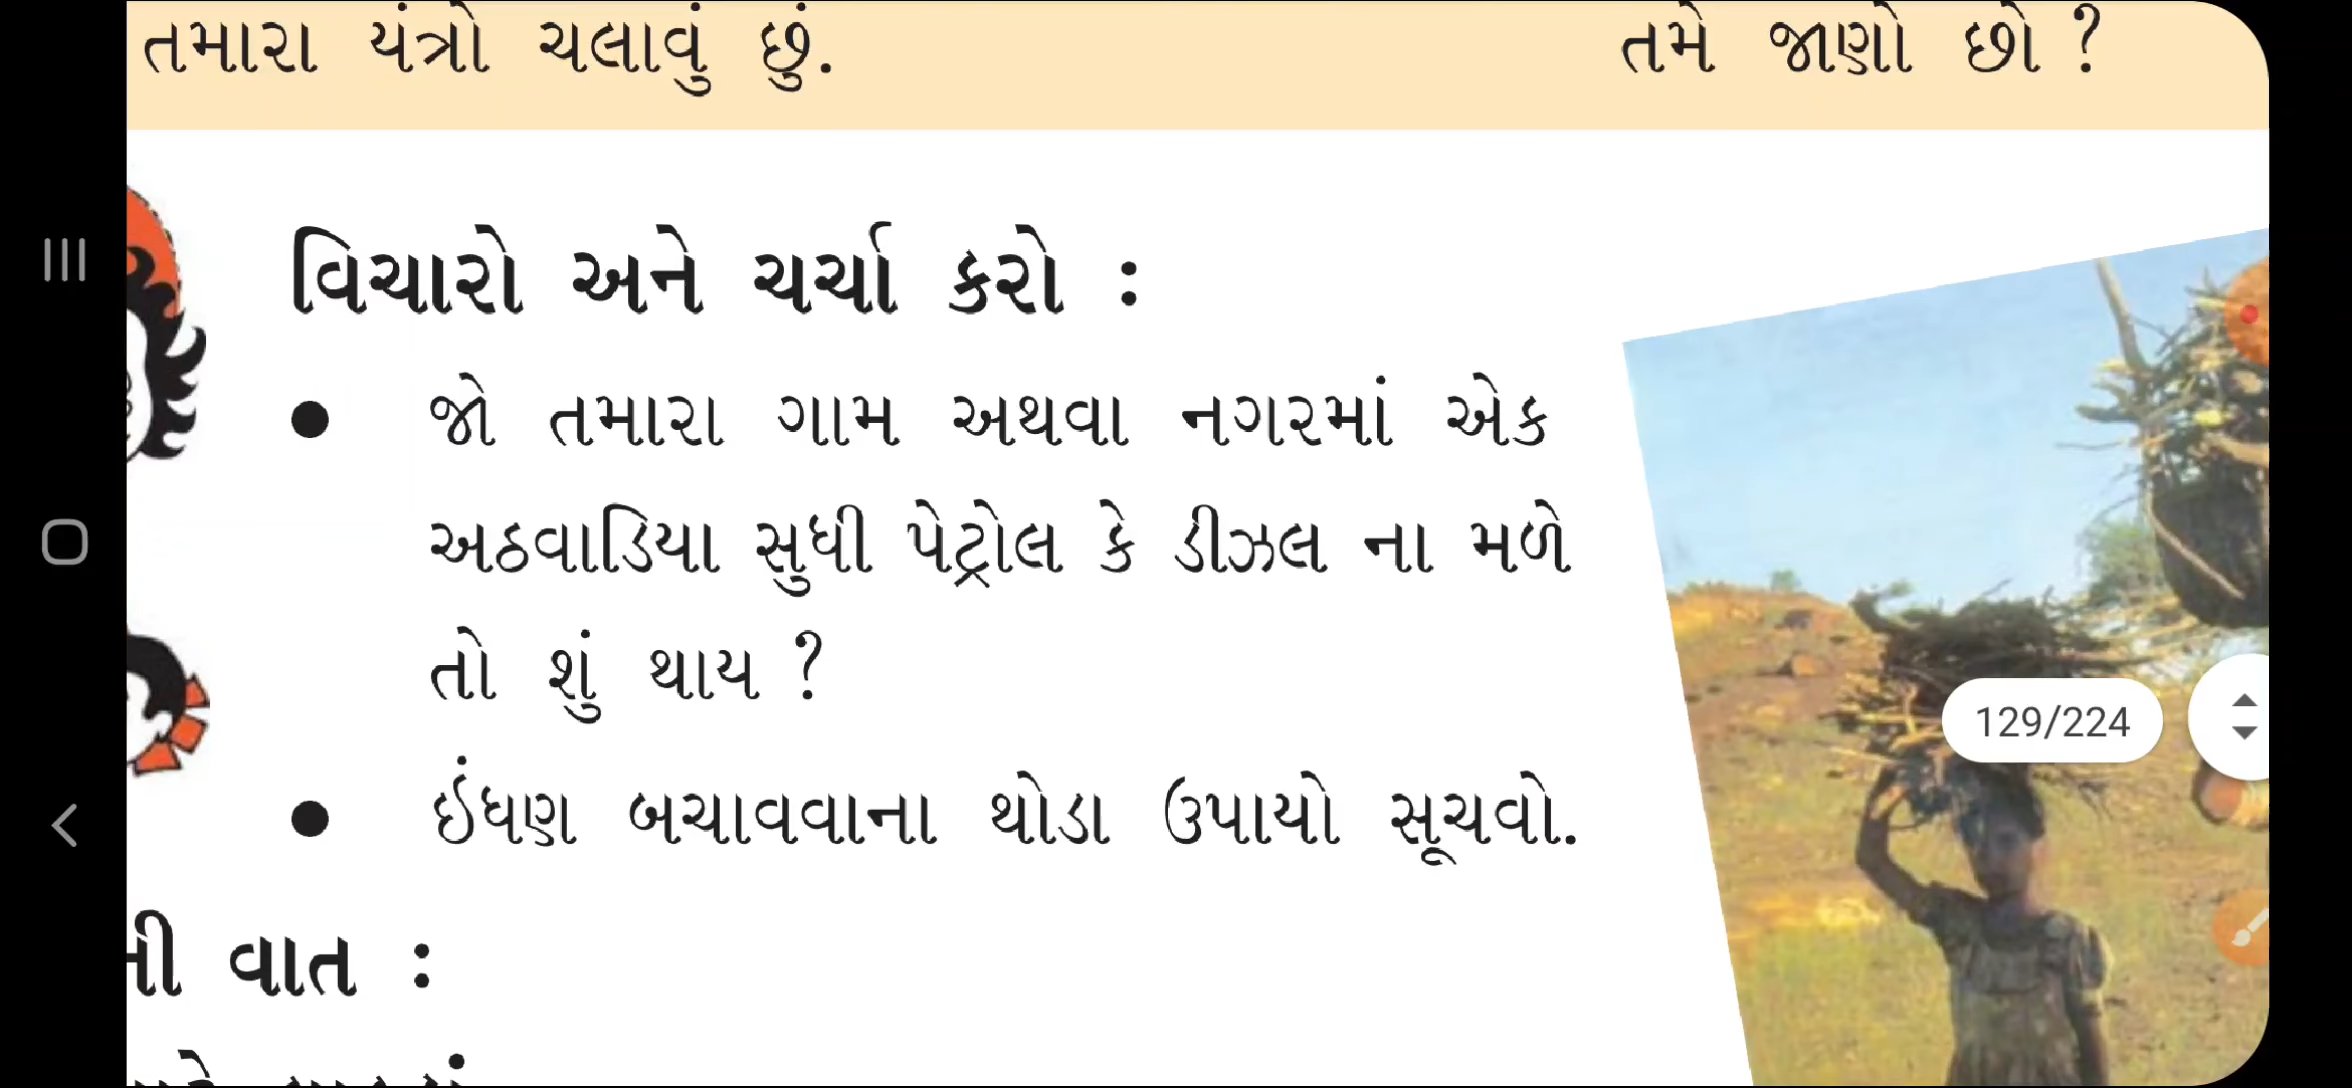 તમારા યંત્રો ચલાવું છું.
તમે જાણો છો ?
વિચારો અને ચર્ચા કરો :
● જો તમારા ગામ અથવા નગરમાં એક
અઠવાડિયા સુધી પેટ્રોલ કે ડીઝલ ના મળે
તો શું થાય ?
● ઇંધણ બચાવવાના થોડા ઉપાયો સૂચવો.
129/224
ની વાત :